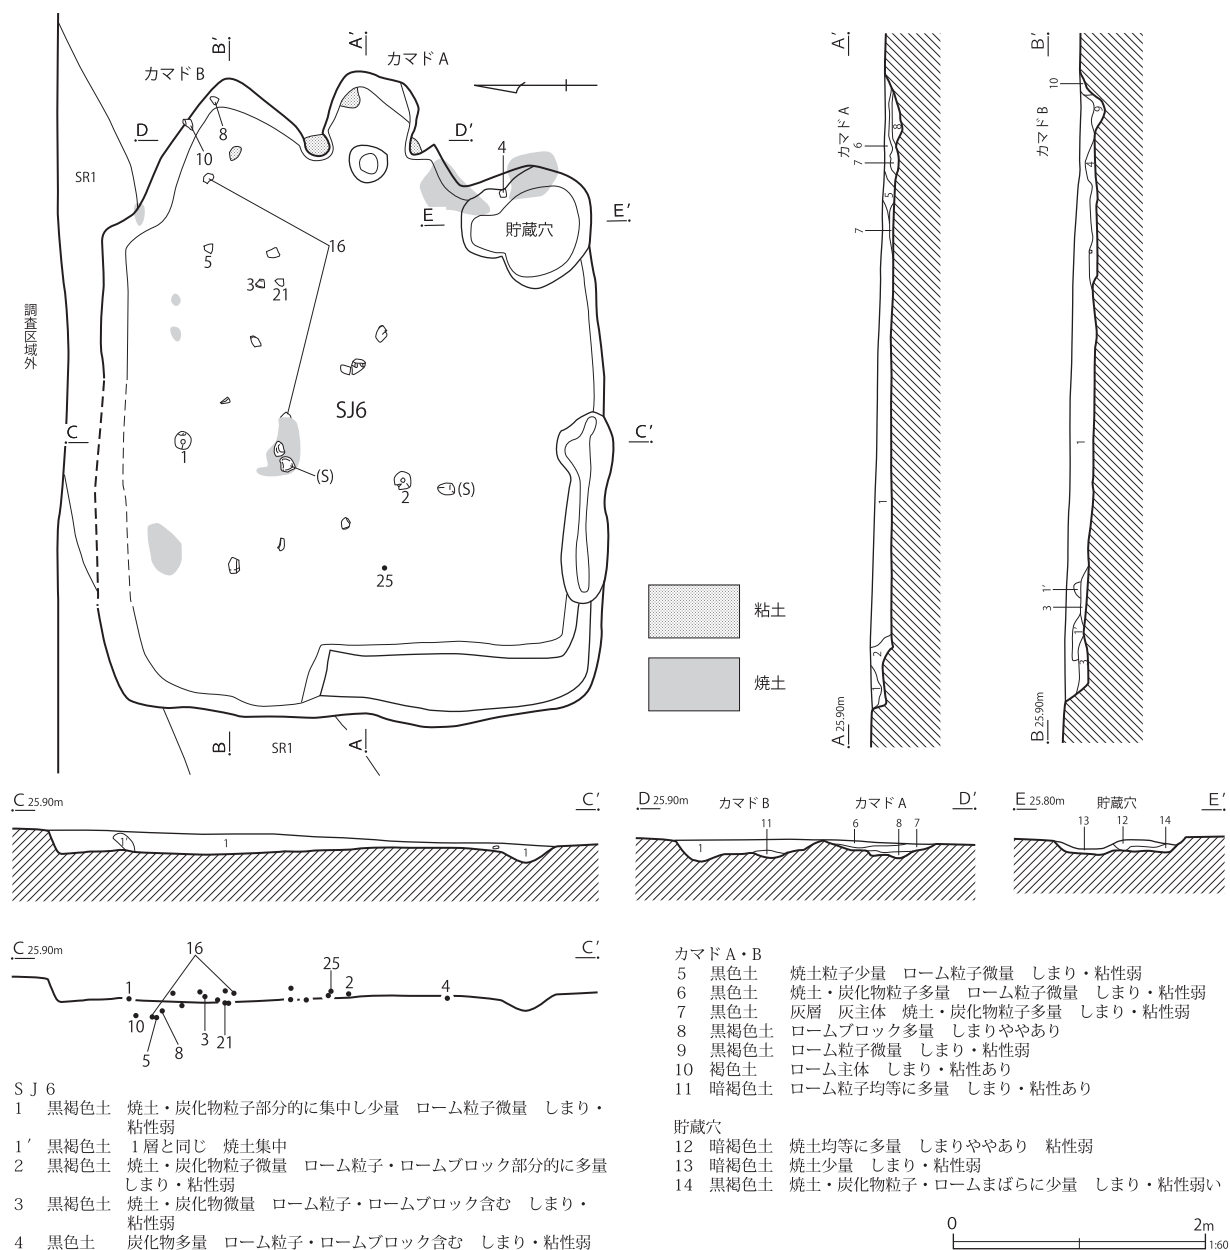 B′
A′
カマド B
カマド A
D
D′
8
10
4
SR1
E
E′
貯蔵穴
16
5
3
21
調査区域外
SJ6
C
C′
1
(S)
2
(S)
25
粘土
焼土
B
SR1
A
A′
カマド A
8
6
7
5
7
1
2
1
A 25.90m
B′
10
カマド B
9
4
1
1′
3
1′
3
B 25.90m
C 25.90m
C′
1
1
1
D 25.90m
カマド B
カマド A
D′
11
6
8
7
1
E 25.80m
貯蔵穴
E′
13
12
14
C 25.90m
C′
16
25
1
2
4
10
5
8
3
21
SJ6
1 黒褐色土 焼土・炭化物粒子部分的に集中し少量 ローム粒子微量 しまり・
粘性弱
1′ 黒褐色土 １層と同じ 焼土集中
2 黒褐色土 焼土・炭化物粒子微量 ローム粒子・ロームブロック部分的に多量
しまり・粘性弱
3 黒褐色土 焼土・炭化物微量 ローム粒子・ロームブロック含む しまり・
粘性弱
4 黒色土 炭化物多量 ローム粒子・ロームブロック含む しまり・粘性弱
カマド A・B
5 黒色土 焼土粒子少量 ローム粒子微量 しまり・粘性弱
6 黒色土 焼土・炭化物粒子多量 ローム粒子微量 しまり・粘性弱
7 黒色土 灰層 灰主体 焼土・炭化物粒子多量 しまり・粘性弱
8 黒褐色土 ロームブロック多量 しまりややあり
9 黒褐色土 ローム粒子微量 しまり・粘性弱
10 褐色土 ローム主体 しまり・粘性あり
11 暗褐色土 ローム粒子均等に多量 しまり・粘性あり
貯蔵穴
12 暗褐色土 焼土均等に多量 しまりややあり 粘性弱
13 暗褐色土 焼土少量 しまり・粘性弱
14 黒褐色土 焼土・炭化物粒子・ロームまばらに少量 しまり・粘性弱い
0
2m
1:60